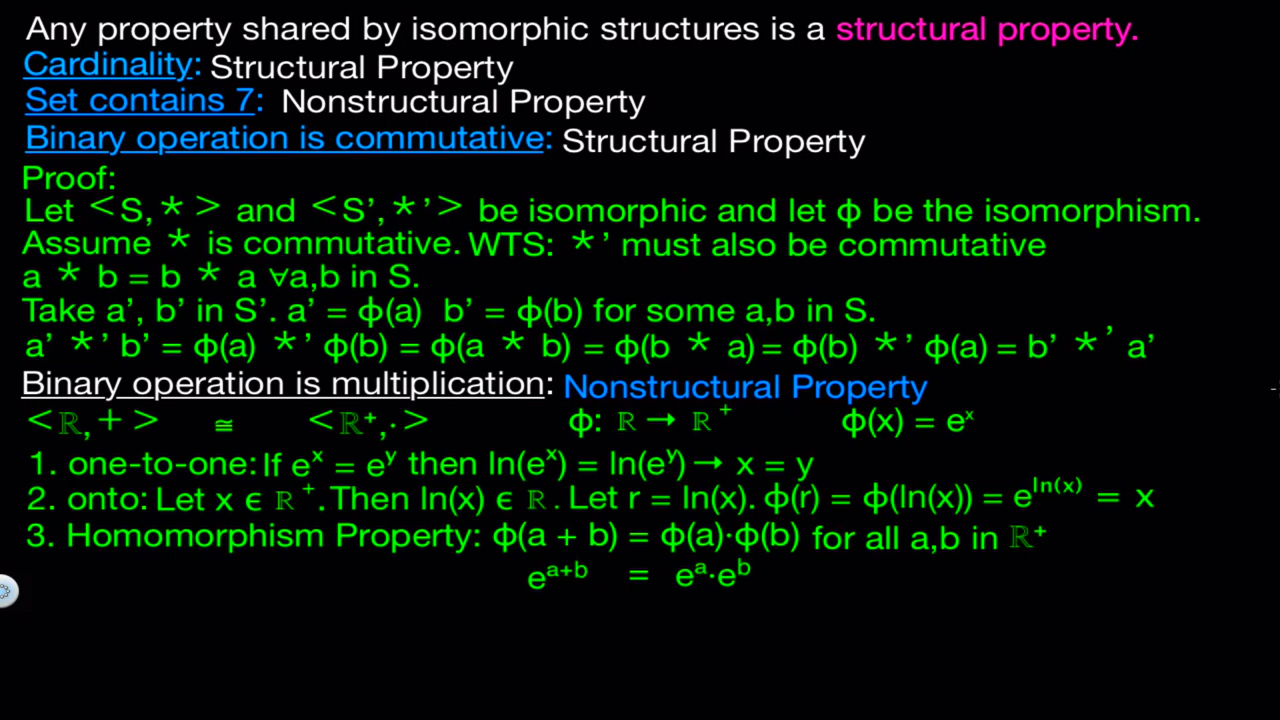 Any property shared by isomorphic structures is a structural property.
Cardinality: Structural Property
Set contains 7: Nonstructural Property
Binary operation is commutative: Structural Property
Proof:
Let <S,*> and <S’,*’> be isomorphic and let ϕ be the isomorphism.
Assume * is commutative. WTS: *’ must also be commutative
a * b = b * a ∀a,b in S.
Take a’, b’ in S’. a’ = ϕ(a) b’ = ϕ(b) for some a,b in S.
a’ *’ b’ = ϕ(a) *’ ϕ(b) = ϕ(a * b) = ϕ(b * a) = ϕ(b) *’ ϕ(a) = b’ *’ a’
Binary operation is multiplication: Nonstructural Property
<ℝ,+> ≅ <ℝ⁺,·> ϕ: ℝ → ℝ⁺ ϕ(x) = eˣ
1. one-to-one: If eˣ = eʸ then ln(eˣ) = ln(eʸ) → x = y
2. onto: Let x ϵ ℝ⁺. Then ln(x) ϵ ℝ. Let r = ln(x). ϕ(r) = ϕ(ln(x)) = e^ln(x) = x
3. Homomorphism Property: ϕ(a + b) = ϕ(a)·ϕ(b) for all a,b in ℝ⁺
eᵃ⁺ᵇ = eᵃ·eᵇ